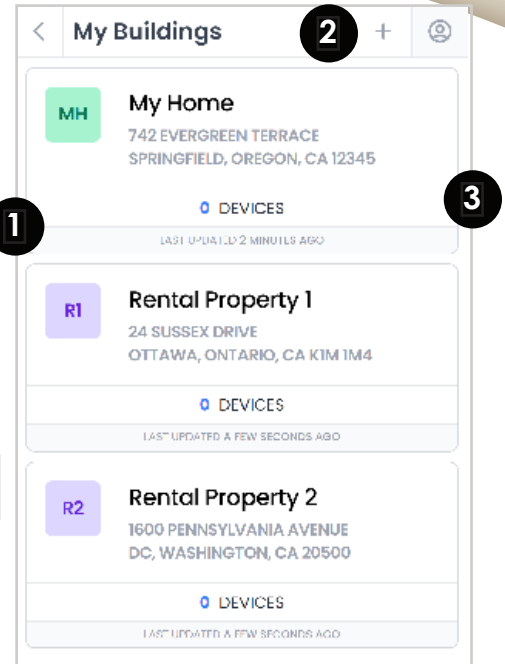 My Buildings
2
MH
My Home
742 EVERGREEN TERRACE
SPRINGFIELD, OREGON, CA 12345
0 DEVICES
3
1
LAST UPDATED 2 MINUTES AGO
R1
Rental Property 1
24 SUSSEX DRIVE
OTTAWA, ONTARIO, CA K1M 1M4
0 DEVICES
LAST UPDATED A FEW SECONDS AGO
R2
Rental Property 2
1600 PENNSYLVANIA AVENUE
DC, WASHINGTON, CA 20500
0 DEVICES
LAST UPDATED A FEW SECONDS AGO